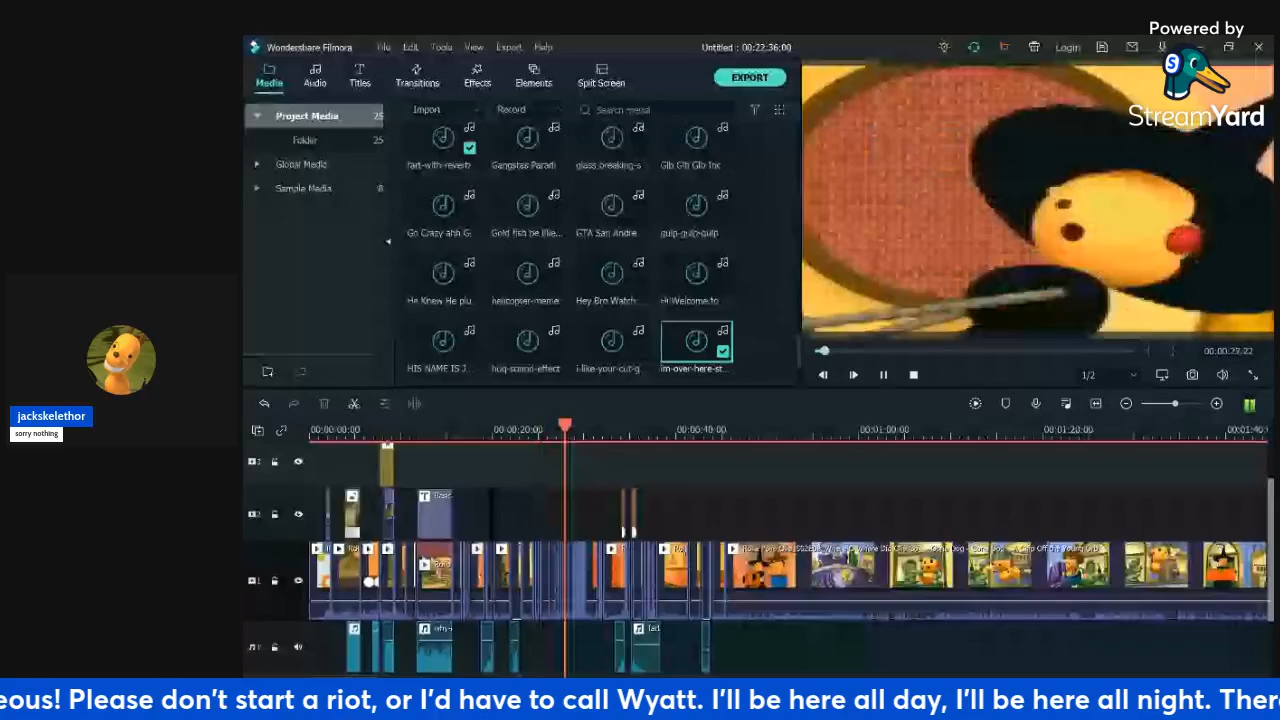 Powered by
StreamYard
Wondershare Filmora
File Edit Tools View Export Help
Untitled : 00:22:36:00
Login
Media Audio Titles Transitions Effects Elements Split Screen
EXPORT
Project Media 25
Folder 25
Global Media
Sample Media 8
Import Record Search media
fart-with-reverb Gangstas Paradi glass breaking-s Glb Glb Glb Inc
Go Crazy ahh G. Gold fish be like... GTA San Andre gulp-gulp-gulp
He Knew He plu helicopter-meme Hey Bro Watch Hi Welcome to
HIS NAME IS J. hug-sound-effect i-like-your-cut-g im-over-here-st...
00:00:27:22
1/2
jackskelethor
sorry nothing
00:00:00:00 00:00:20:00 00:00:40:00 00:01:00:00 00:01:20:00 00:01:40:
eous! Please don't start a riot, or I'd have to call Wyatt. I'll be here all day, I'll be here all night. Ther